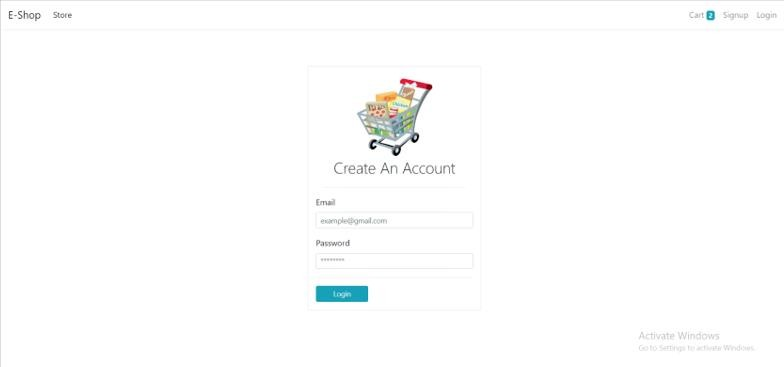 E-Shop Store Cart 2 Signup Login
Create An Account
Email
example@gmail.com
Password
********
Login
Activate Windows
Go to Settings to activate Windows.